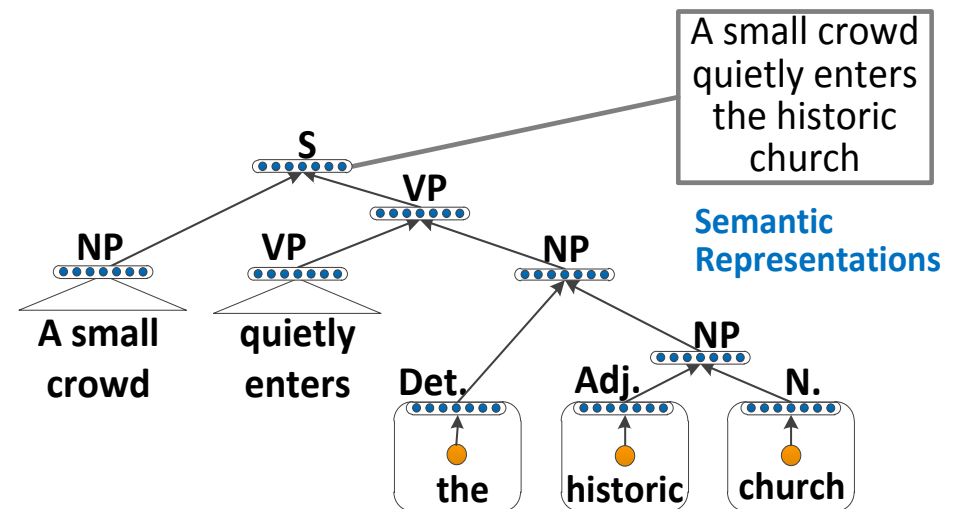 A small crowd
quietly enters
the historic
church
S
VP
Semantic
Representations
NP
VP
NP
A small
crowd
quietly
enters
NP
Det.
Adj.
N.
the
historic
church